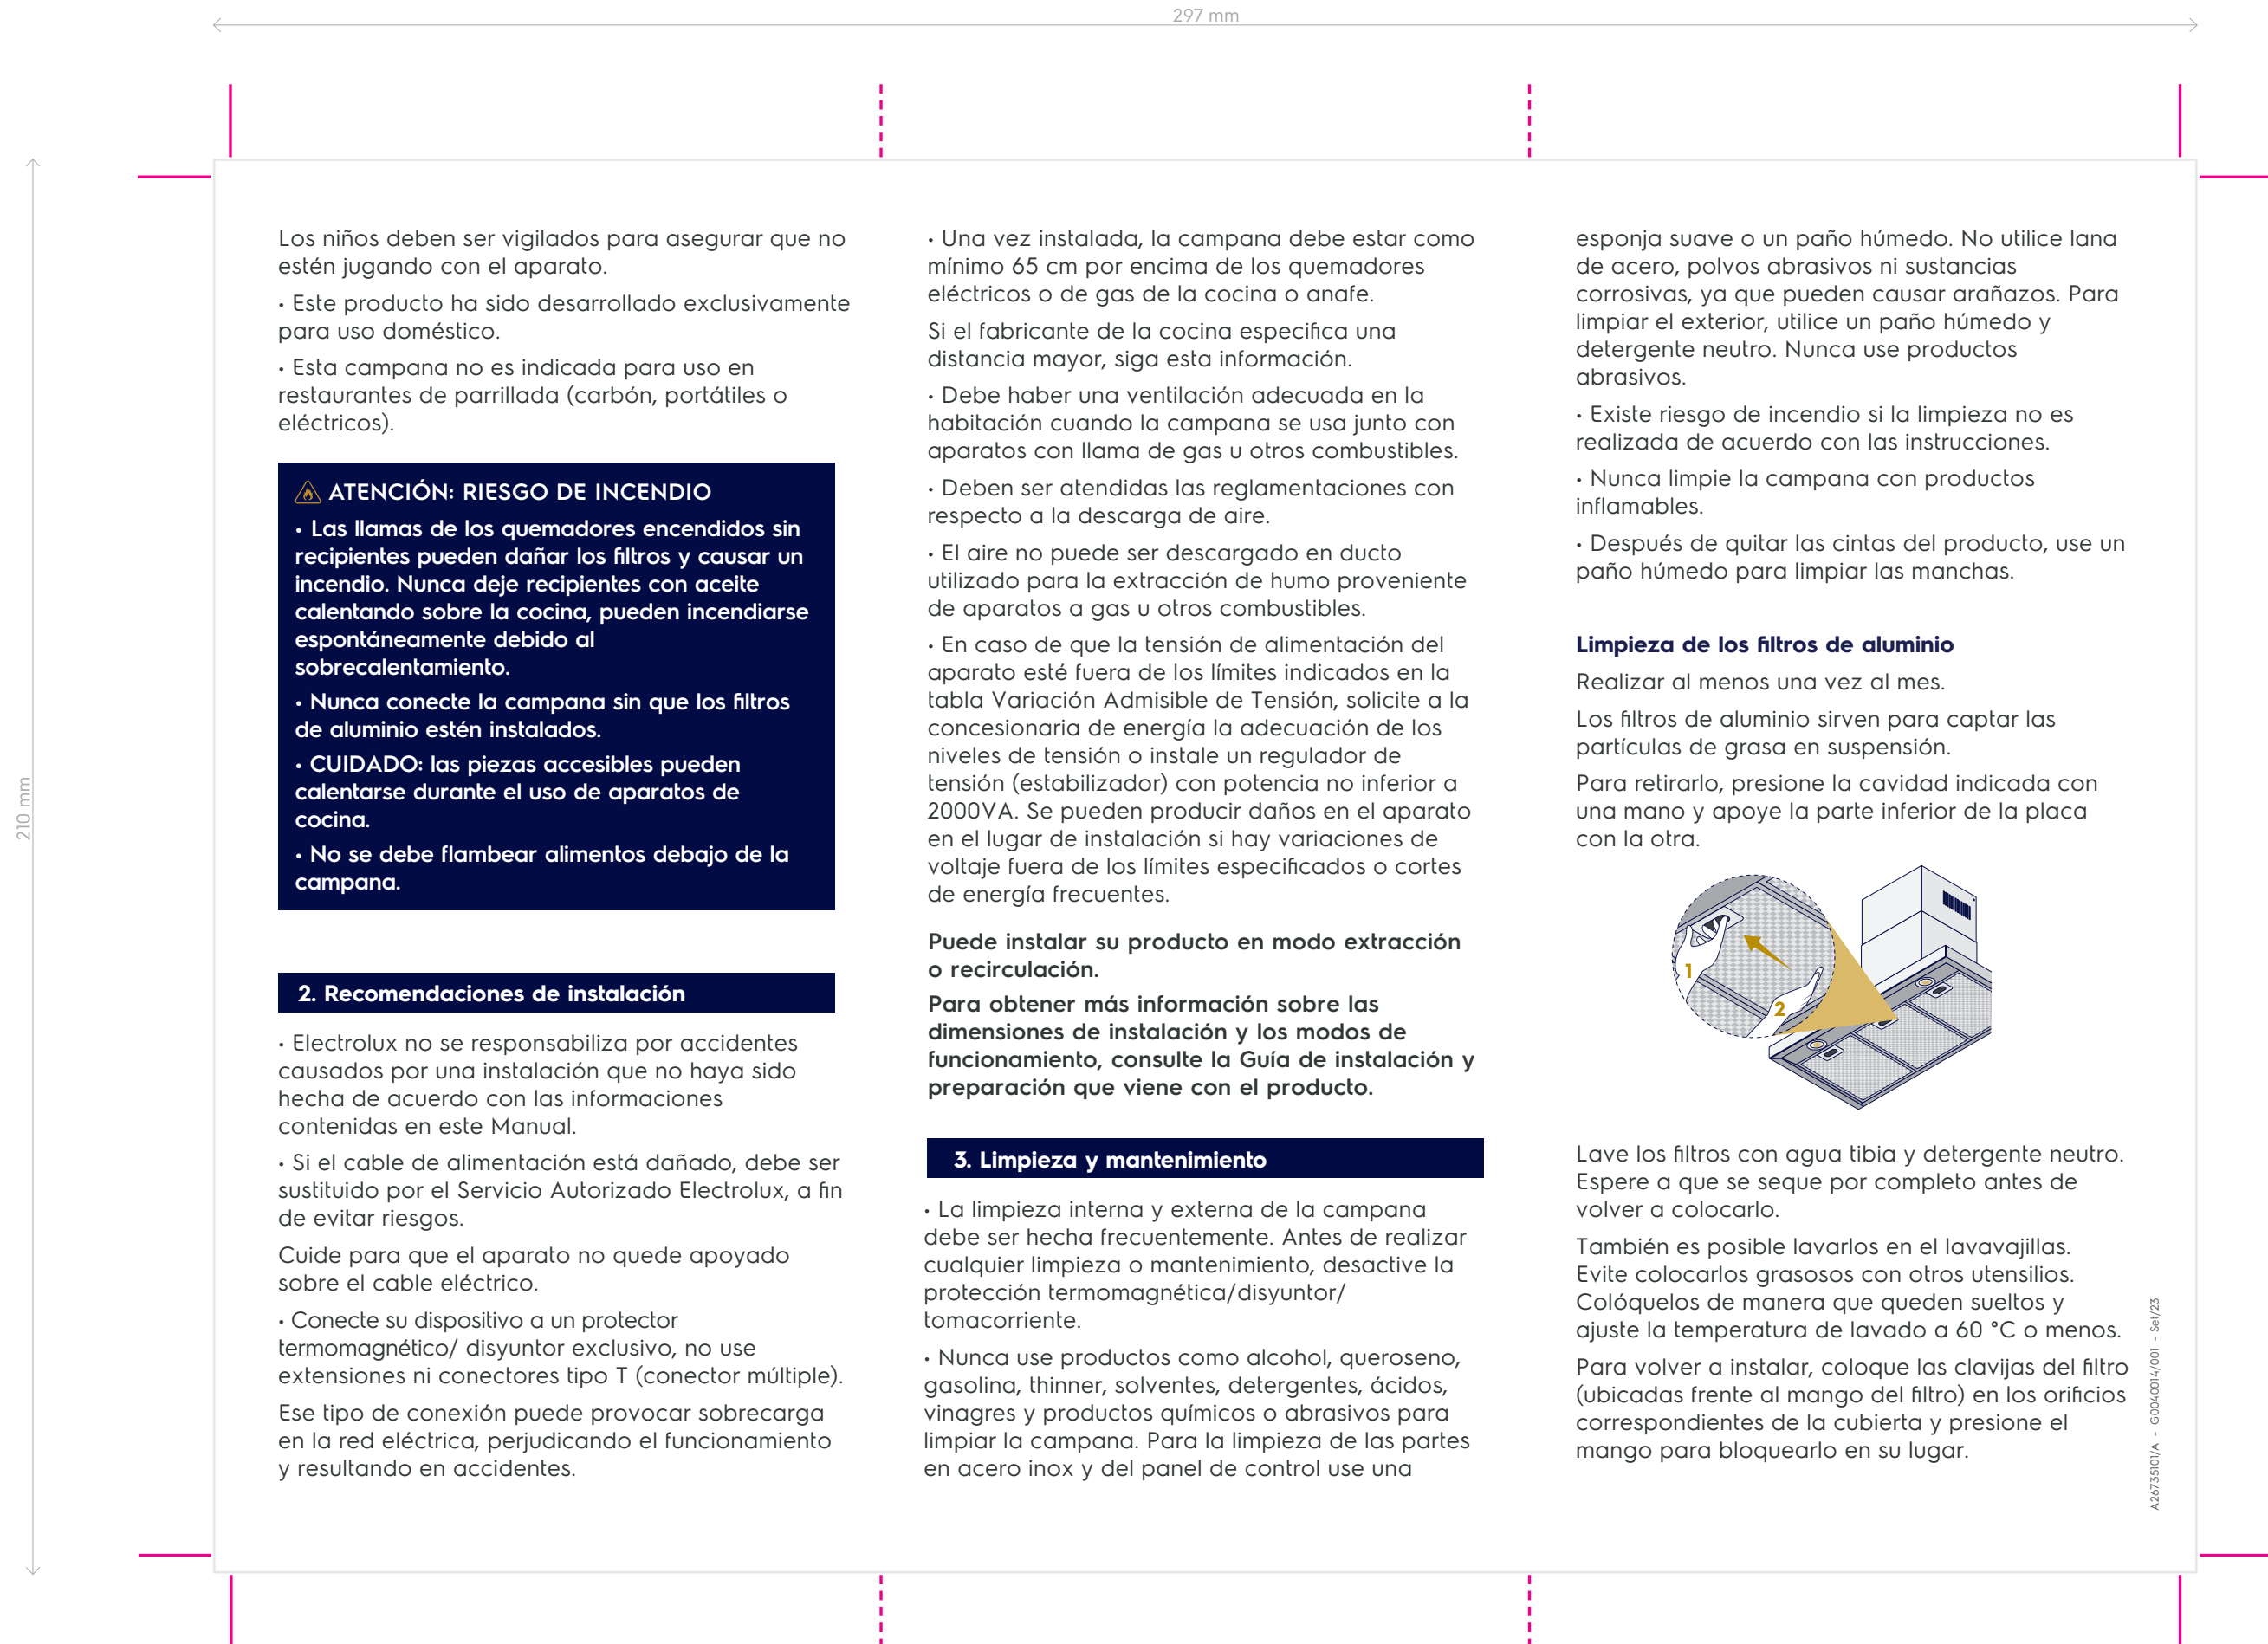 297 mm
210 mm
Los niños deben ser vigilados para asegurar que no
estén jugando con el aparato.
• Este producto ha sido desarrollado exclusivamente
para uso doméstico.
• Esta campana no es indicada para uso en
restaurantes de parrillada (carbón, portátiles o
eléctricos).
ATENCIÓN: RIESGO DE INCENDIO
• Las llamas de los quemadores encendidos sin
recipientes pueden dañar los filtros y causar un
incendio. Nunca deje recipientes con aceite
calentando sobre la cocina, pueden incendiarse
espontáneamente debido al
sobrecalentamiento.
• Nunca conecte la campana sin que los filtros
de aluminio estén instalados.
• CUIDADO: las piezas accesibles pueden
calentarse durante el uso de aparatos de
cocina.
• No se debe flambear alimentos debajo de la
campana.
2. Recomendaciones de instalación
• Electrolux no se responsabiliza por accidentes
causados por una instalación que no haya sido
hecha de acuerdo con las informaciones
contenidas en este Manual.
• Si el cable de alimentación está dañado, debe ser
sustituido por el Servicio Autorizado Electrolux, a fin
de evitar riesgos.
Cuide para que el aparato no quede apoyado
sobre el cable eléctrico.
• Conecte su dispositivo a un protector
termomagnético/ disyuntor exclusivo, no use
extensiones ni conectores tipo T (conector múltiple).
Ese tipo de conexión puede provocar sobrecarga
en la red eléctrica, perjudicando el funcionamiento
y resultando en accidentes.
• Una vez instalada, la campana debe estar como
mínimo 65 cm por encima de los quemadores
eléctricos o de gas de la cocina o anafe.
Si el fabricante de la cocina especifica una
distancia mayor, siga esta información.
• Debe haber una ventilación adecuada en la
habitación cuando la campana se usa junto con
aparatos con llama de gas u otros combustibles.
• Deben ser atendidas las reglamentaciones con
respecto a la descarga de aire.
• El aire no puede ser descargado en ducto
utilizado para la extracción de humo proveniente
de aparatos a gas u otros combustibles.
• En caso de que la tensión de alimentación del
aparato esté fuera de los límites indicados en la
tabla Variación Admisible de Tensión, solicite a la
concesionaria de energía la adecuación de los
niveles de tensión o instale un regulador de
tensión (estabilizador) con potencia no inferior a
2000VA. Se pueden producir daños en el aparato
en el lugar de instalación si hay variaciones de
voltaje fuera de los límites especificados o cortes
de energía frecuentes.
Puede instalar su producto en modo extracción
o recirculación.
Para obtener más información sobre las
dimensiones de instalación y los modos de
funcionamiento, consulte la Guía de instalación y
preparación que viene con el producto.
3. Limpieza y mantenimiento
• La limpieza interna y externa de la campana
debe ser hecha frecuentemente. Antes de realizar
cualquier limpieza o mantenimiento, desactive la
protección termomagnética/disyuntor/
tomacorriente.
• Nunca use productos como alcohol, queroseno,
gasolina, thinner, solventes, detergentes, ácidos,
vinagres y productos químicos o abrasivos para
limpiar la campana. Para la limpieza de las partes
en acero inox y del panel de control use una
esponja suave o un paño húmedo. No utilice lana
de acero, polvos abrasivos ni sustancias
corrosivas, ya que pueden causar arañazos. Para
limpiar el exterior, utilice un paño húmedo y
detergente neutro. Nunca use productos
abrasivos.
• Existe riesgo de incendio si la limpieza no es
realizada de acuerdo con las instrucciones.
• Nunca limpie la campana con productos
inflamables.
• Después de quitar las cintas del producto, use un
paño húmedo para limpiar las manchas.
Limpieza de los filtros de aluminio
Realizar al menos una vez al mes.
Los filtros de aluminio sirven para captar las
partículas de grasa en suspensión.
Para retirarlo, presione la cavidad indicada con
una mano y apoye la parte inferior de la placa
con la otra.
1
2
Lave los filtros con agua tibia y detergente neutro.
Espere a que se seque por completo antes de
volver a colocarlo.
También es posible lavarlos en el lavavajillas.
Evite colocarlos grasosos con otros utensilios.
Colóquelos de manera que queden sueltos y
ajuste la temperatura de lavado a 60 °C o menos.
Para volver a instalar, coloque las clavijas del filtro
(ubicadas frente al mango del filtro) en los orificios
correspondientes de la cubierta y presione el
mango para bloquearlo en su lugar.
A26735101/A - G0040014/001 - Set/23